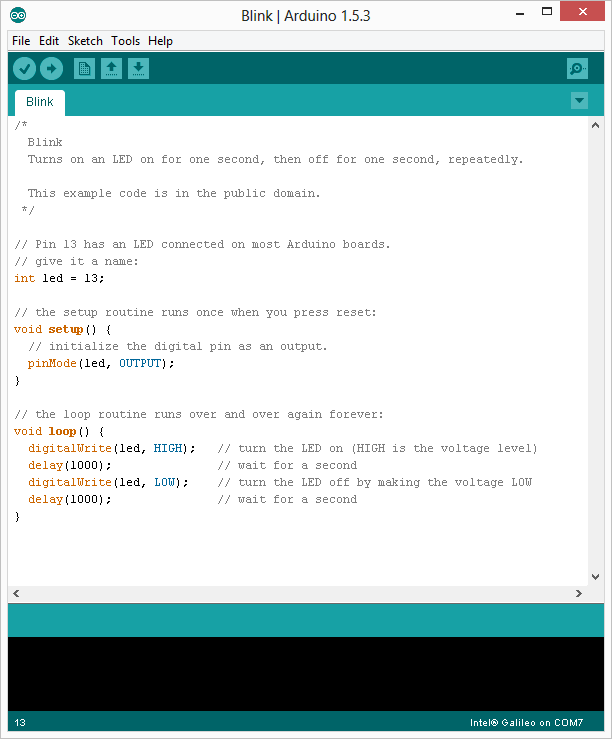 Blink | Arduino 1.5.3
File Edit Sketch Tools Help
Blink
/*
  Blink
  Turns on an LED on for one second, then off for one second, repeatedly.

  This example code is in the public domain.
 */

// Pin 13 has an LED connected on most Arduino boards.
// give it a name:
int led = 13;

// the setup routine runs once when you press reset:
void setup() {
  // initialize the digital pin as an output.
  pinMode(led, OUTPUT);
}

// the loop routine runs over and over again forever:
void loop() {
  digitalWrite(led, HIGH);   // turn the LED on (HIGH is the voltage level)
  delay(1000);               // wait for a second
  digitalWrite(led, LOW);    // turn the LED off by making the voltage LOW
  delay(1000);               // wait for a second
}
13 Intel® Galileo on COM7